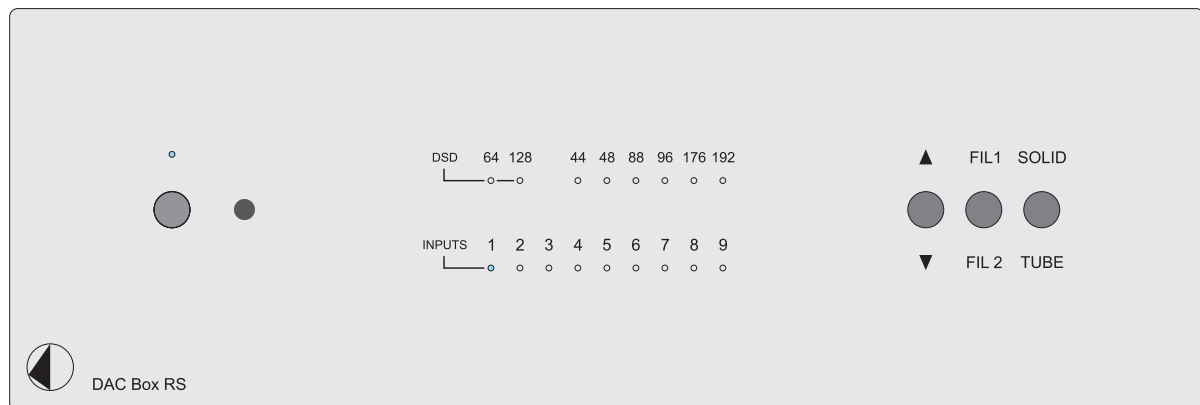 DSD 64 128 44 48 88 96 176 192
▲ FIL1 SOLID
INPUTS 1 2 3 4 5 6 7 8 9
▼ FIL 2 TUBE
DAC Box RS